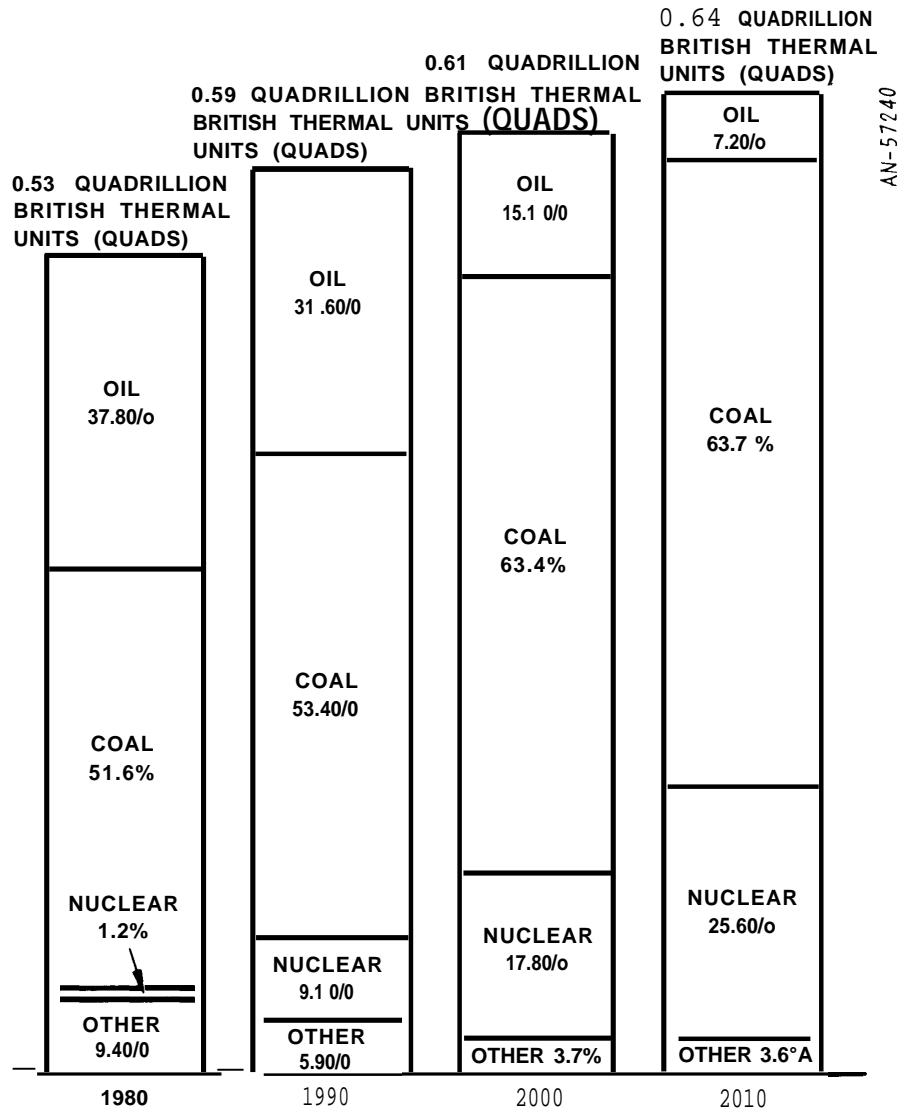 0.53 QUADRILLION
BRITISH THERMAL
UNITS (QUADS)
OIL
37.80/o
COAL
51.6%
NUCLEAR
1.2%
OTHER
9.40/0
1980
0.59 QUADRILLION
BRITISH THERMAL
UNITS (QUADS)
OIL
31 .60/0
COAL
53.40/0
NUCLEAR
9.1 0/0
OTHER
5.90/0
1990
0.61 QUADRILLION
BRITISH THERMAL
UNITS (QUADS)
OIL
15.1 0/0
COAL
63.4%
NUCLEAR
17.80/o
OTHER 3.7%
2000
0.64 QUADRILLION
BRITISH THERMAL
UNITS (QUADS)
OIL
7.20/o
COAL
63.7 %
NUCLEAR
25.60/o
OTHER 3.6°A
2010
AN-57240